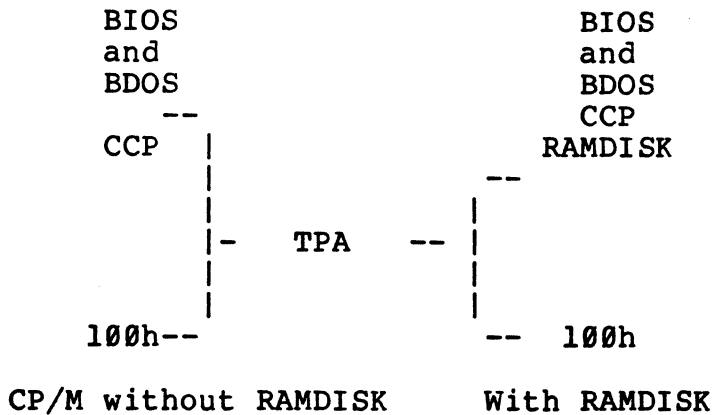 BIOS                        BIOS
and                         and
BDOS                        BDOS
--                          CCP
CCP  |                    RAMDISK
     |                 --
     |                |
     |-   TPA   --    |
     |                |
     |                |
100h--                 --  100h
CP/M without RAMDISK     With RAMDISK